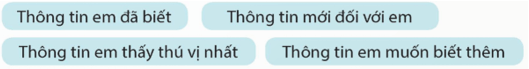 Thông tin em đã biết
Thông tin mới đối với em
Thông tin em thấy thú vị nhất
Thông tin em muốn biết thêm